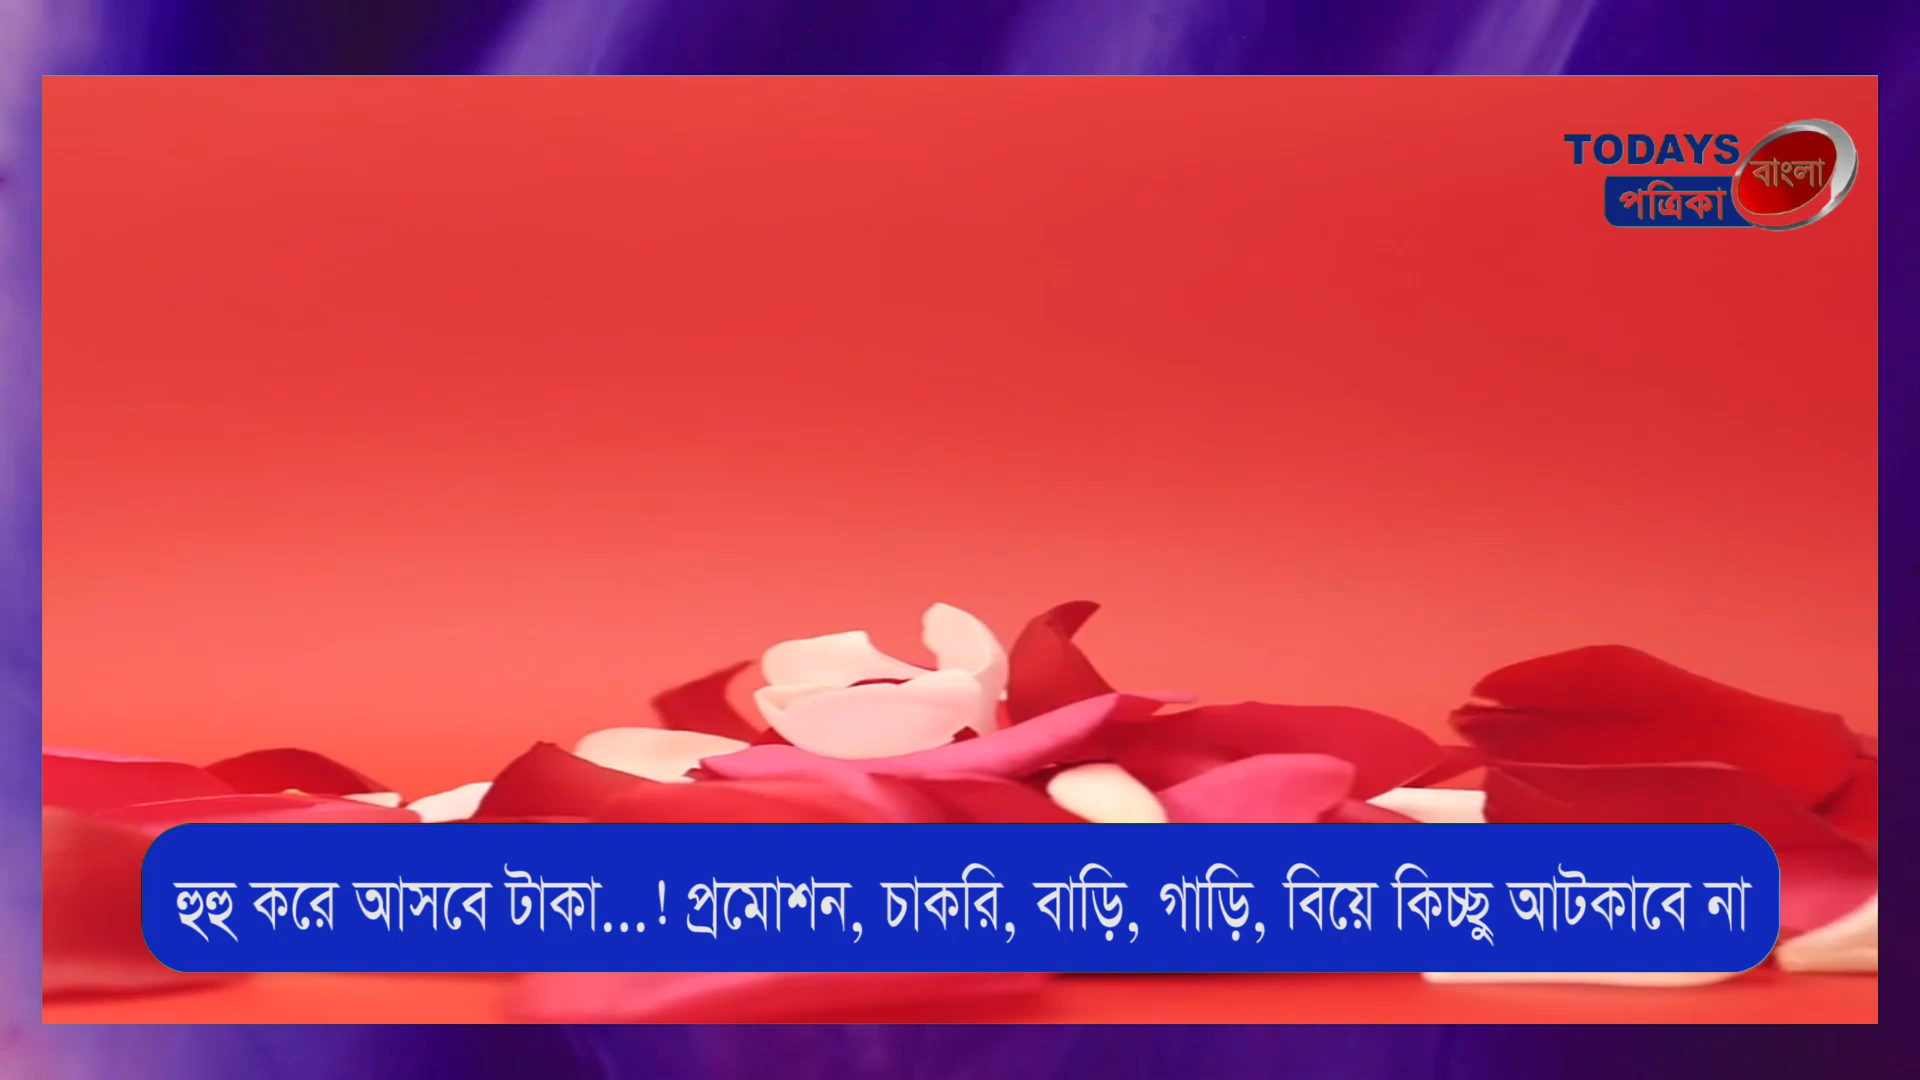 TODAYS
পত্রিকা
বাংলা
হুহু করে আসবে টাকা...! প্রমোশন, চাকরি, বাড়ি, গাড়ি, বিয়ে কিচ্ছু আটকাবে না